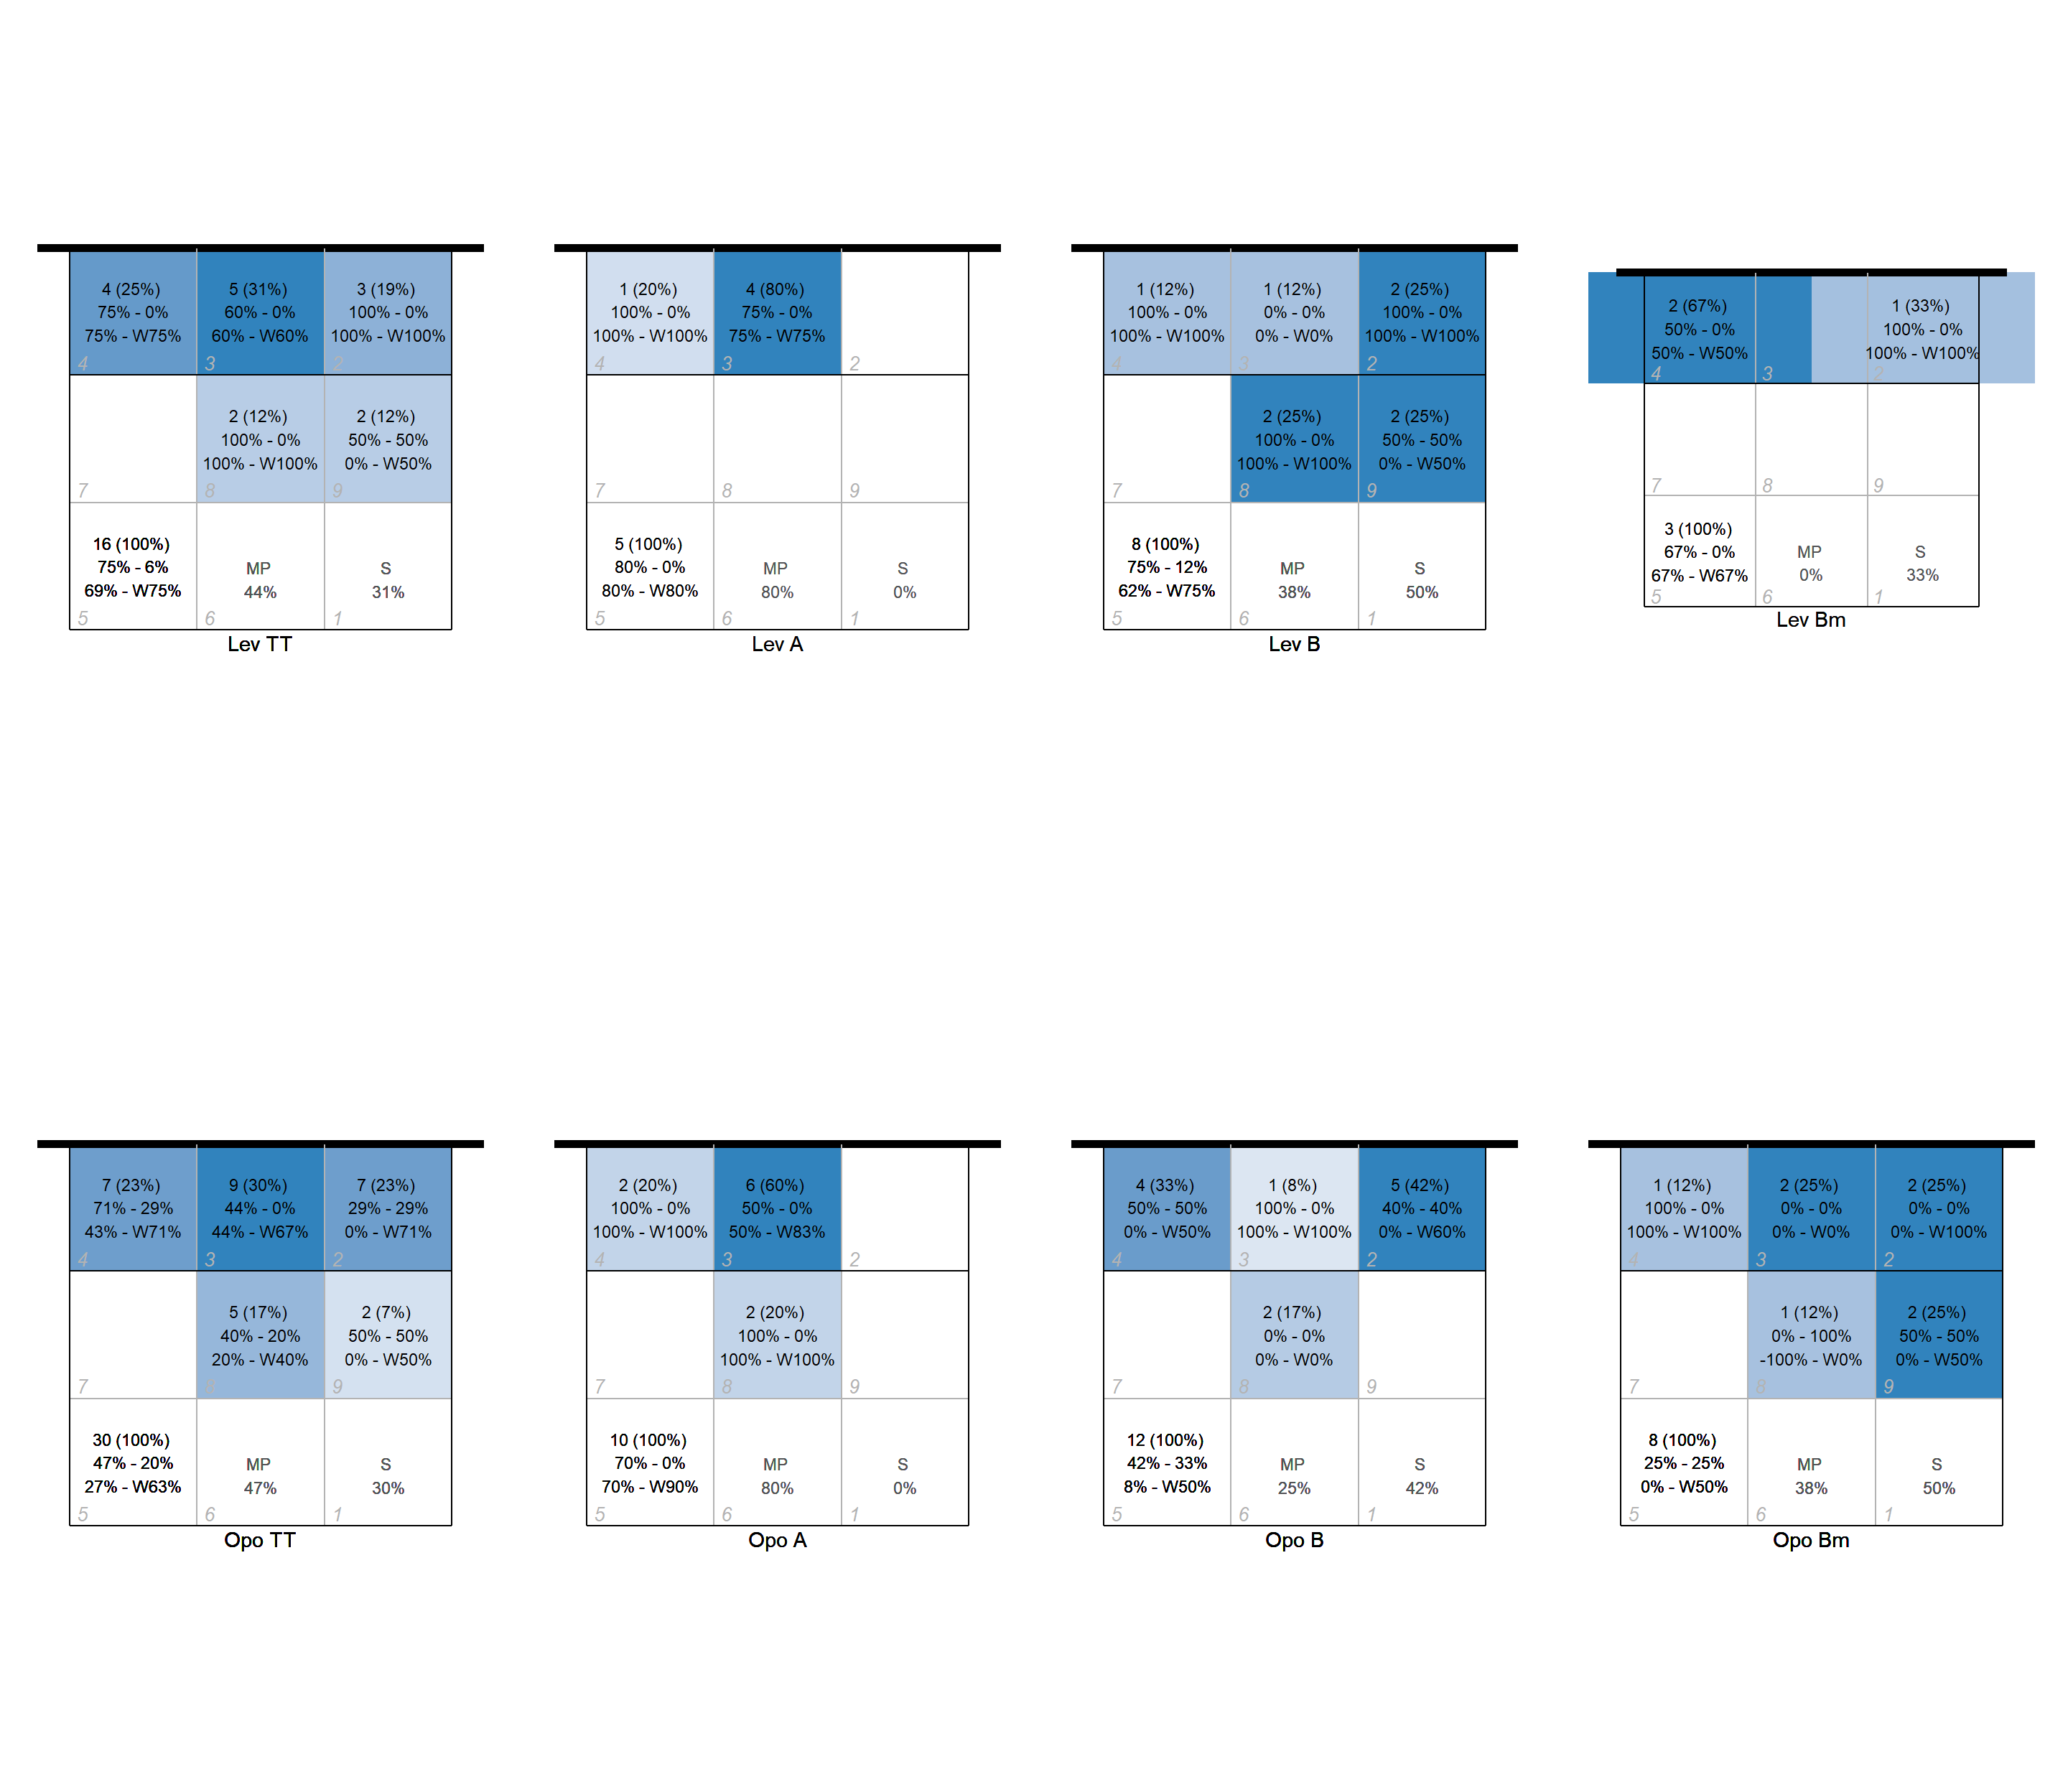 4 (25%)
75% - 0%
75% - W75%
4
5 (31%)
60% - 0%
60% - W60%
3
3 (19%)
100% - 0%
100% - W100%
2
7
2 (12%)
100% - 0%
100% - W100%
8
2 (12%)
50% - 50%
0% - W50%
9
16 (100%)
75% - 6%
69% - W75%
5
MP
44%
6
S
31%
1
Lev TT
1 (20%)
100% - 0%
100% - W100%
4
4 (80%)
75% - 0%
75% - W75%
3
2
7
8
9
5 (100%)
80% - 0%
80% - W80%
5
MP
80%
6
S
0%
1
Lev A
1 (12%)
100% - 0%
100% - W100%
4
1 (12%)
0% - 0%
0% - W0%
3
2 (25%)
100% - 0%
100% - W100%
2
7
2 (25%)
100% - 0%
100% - W100%
8
2 (25%)
50% - 50%
0% - W50%
9
8 (100%)
75% - 12%
62% - W75%
5
MP
38%
6
S
50%
1
Lev B
2 (67%)
50% - 0%
50% - W50%
4
3
1 (33%)
100% - 0%
100% - W100%
2
7
8
9
3 (100%)
67% - 0%
67% - W67%
5
MP
0%
6
S
33%
1
Lev Bm
7 (23%)
71% - 29%
43% - W71%
4
9 (30%)
44% - 0%
44% - W67%
3
7 (23%)
29% - 29%
0% - W71%
2
7
5 (17%)
40% - 20%
20% - W40%
8
2 (7%)
50% - 50%
0% - W50%
9
30 (100%)
47% - 20%
27% - W63%
5
MP
47%
6
S
30%
1
Opo TT
2 (20%)
100% - 0%
100% - W100%
4
6 (60%)
50% - 0%
50% - W83%
3
2
7
2 (20%)
100% - 0%
100% - W100%
8
9
10 (100%)
70% - 0%
70% - W90%
5
MP
80%
6
S
0%
1
Opo A
4 (33%)
50% - 50%
0% - W50%
4
1 (8%)
100% - 0%
100% - W100%
3
5 (42%)
40% - 40%
0% - W60%
2
7
2 (17%)
0% - 0%
0% - W0%
8
9
12 (100%)
42% - 33%
8% - W50%
5
MP
25%
6
S
42%
1
Opo B
1 (12%)
100% - 0%
100% - W100%
4
2 (25%)
0% - 0%
0% - W0%
3
2 (25%)
0% - 0%
0% - W100%
2
7
1 (12%)
0% - 100%
-100% - W0%
8
2 (25%)
50% - 50%
0% - W50%
9
8 (100%)
25% - 25%
0% - W50%
5
MP
38%
6
S
50%
1
Opo Bm